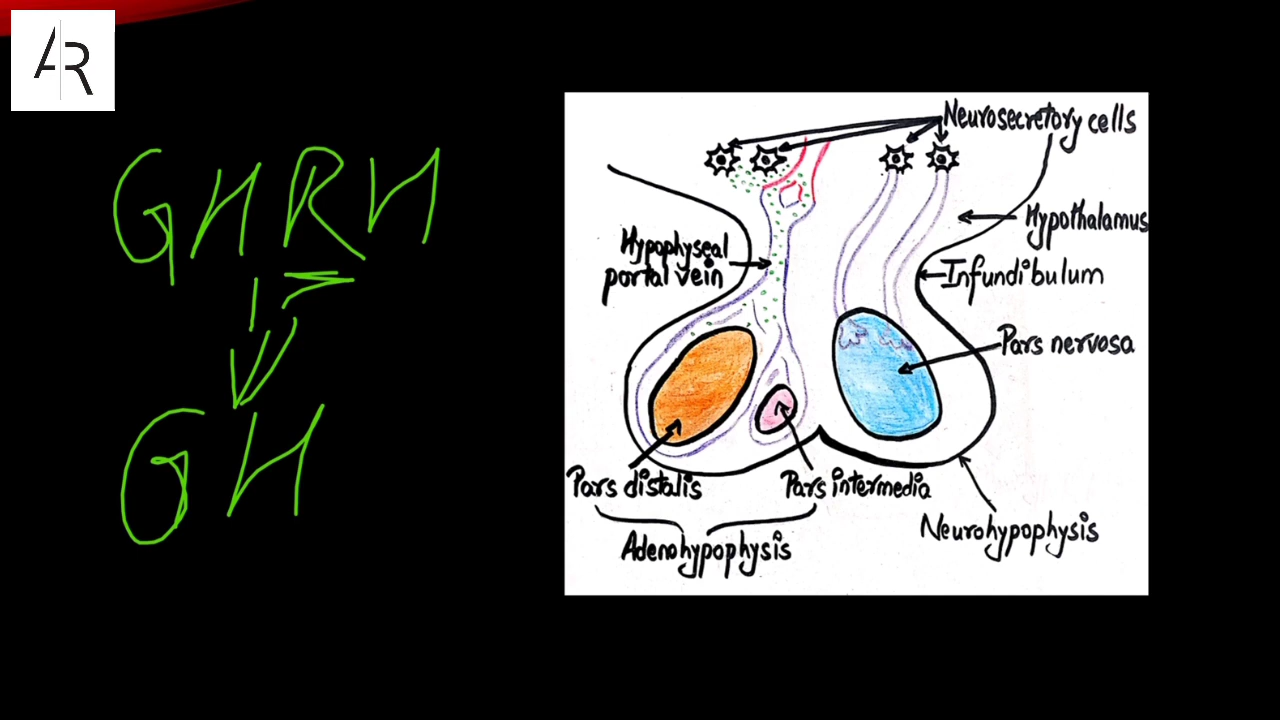 AR
GHRH
GH
Neurosecretory cells
Hypothalamus
Hypophyseal
portal vein
Infundibulum
Pars nervosa
Pars distalis
Pars intermedia
Neurohypophysis
Adenohypophysis